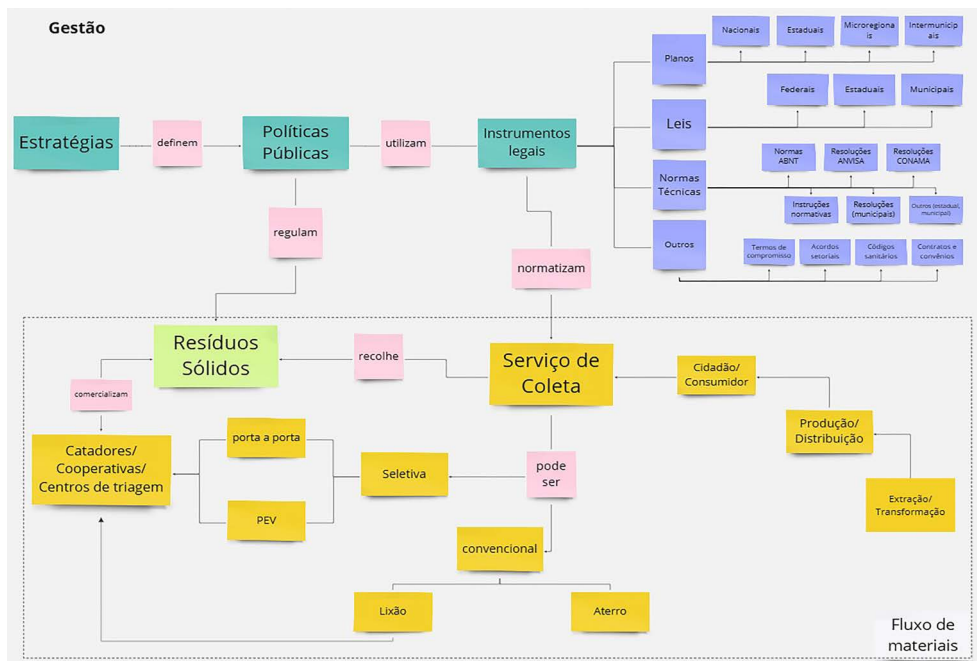 Gestão
Nacionais
Estaduais
Microregiona
is
Intermunicip
ais
Planos
Federais
Estaduais
Municipais
Leis
Estratégias
definem
Políticas
Públicas
utilizam
Instrumentos
legais
Normas
ABNT
Resoluções
ANVISA
Resoluções
CONAMA
Normas
Técnicas
Instruções
normativas
Resoluções
(municipais)
Outros (estadual,
municipal)
regulam
Outros
Termos de
compromisso
Acordos
setoriais
Códigos
sanitários
Contratos e
convênios
normatizam
Resíduos
Sólidos
recolhe
Serviço de
Coleta
Cidadão/
Consumidor
comercializam
Produção/
Distribuição
Catadores/
Cooperativas/
Centros de triagem
porta a porta
Seletiva
pode
ser
PEV
Extração/
Transformação
convencional
Lixão
Aterro
Fluxo de
materiais